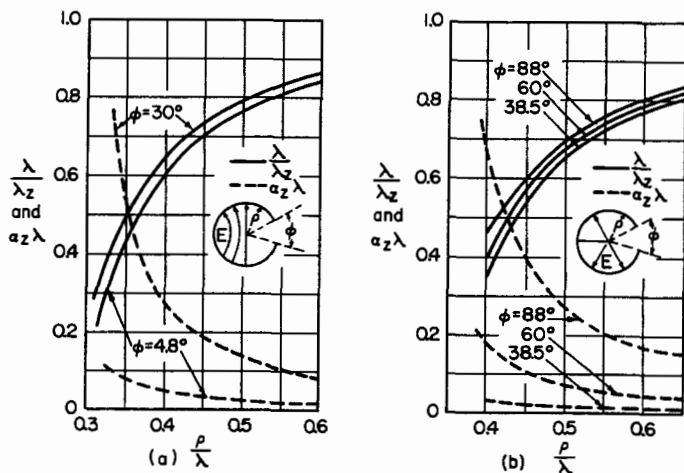 1.0
0.8
0.6
0.4
0.2
0
λ
λz
and
αzλ
ϕ=30°
λ
λz
αzλ
E
ρ
ϕ
ϕ=4.8°
0.3 0.4 0.5 0.6
(a) ρ
λ
1.0
0.8
0.6
0.4
0.2
0
λ
λz
and
αzλ
ϕ=88°
60°
38.5°
λ
λz
αzλ
E
ρ
ϕ
ϕ=88°
60°
38.5°
0.4 0.5 0.6
(b) ρ
λ